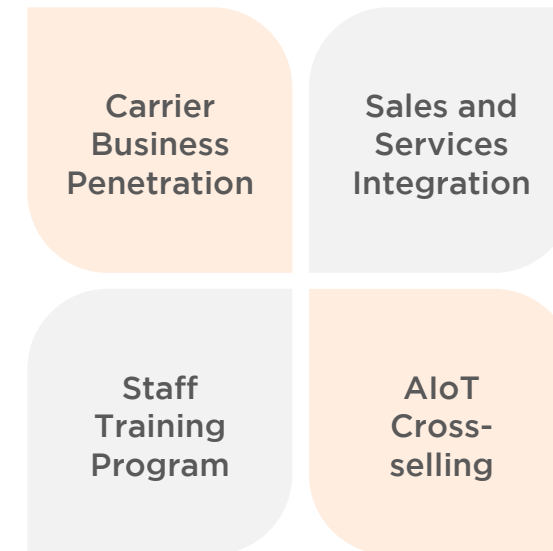 Carrier
Business
Penetration
Sales and
Services
Integration
Staff
Training
Program
AIoT
Cross-
selling